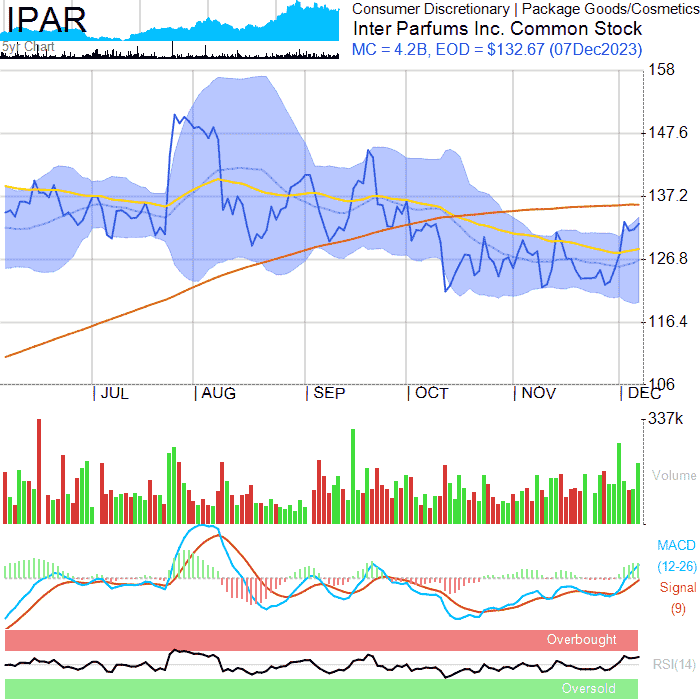 IPAR
5yr Chart
Consumer Discretionary | Package Goods/Cosmetics
Inter Parfums Inc. Common Stock
MC = 4.2B, EOD = $132.67 (07Dec2023)
158
147.6
137.2
126.8
116.4
106
JUL
AUG
SEP
OCT
NOV
DEC
337k
Volume
MACD
(12-26)
Signal
(9)
Overbought
RSI(14)
Oversold